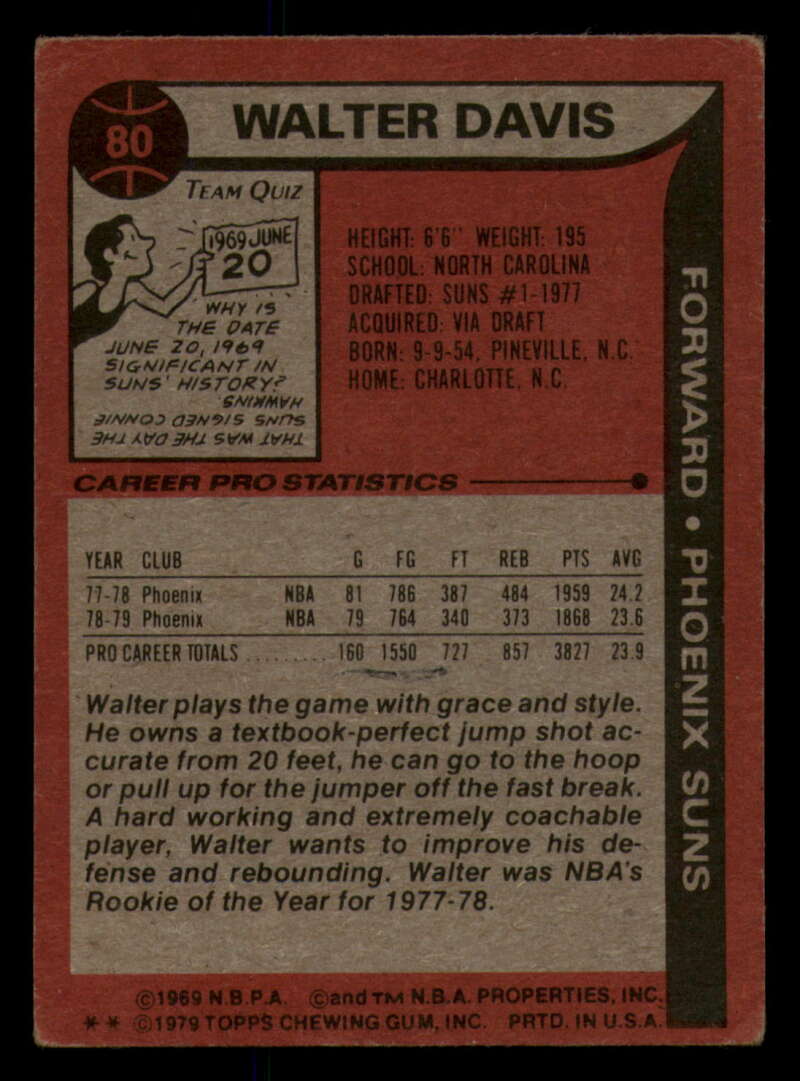 80
WALTER DAVIS
TEAM QUIZ
1969 JUNE
20
WHY IS
THE DATE
JUNE 20, 1969
SIGNIFICANT IN
SUNS' HISTORY?
THAT WAS THE DAY THE
SUNS SIGNED CONNIE
HAWKINS
HEIGHT: 6'6" WEIGHT: 195
SCHOOL: NORTH CAROLINA
DRAFTED: SUNS #1-1977
ACQUIRED: VIA DRAFT
BORN: 9-9-54, PINEVILLE, N.C.
HOME: CHARLOTTE, N.C.
FORWARD • PHOENIX SUNS
CAREER PRO STATISTICS
YEAR CLUB G FG FT REB PTS AVG
77-78 Phoenix NBA 81 786 387 484 1959 24.2
78-79 Phoenix NBA 79 764 340 373 1868 23.6
PRO CAREER TOTALS .......... 160 1550 727 857 3827 23.9
Walter plays the game with grace and style.
He owns a textbook-perfect jump shot ac-
curate from 20 feet, he can go to the hoop
or pull up for the jumper off the fast break.
A hard working and extremely coachable
player, Walter wants to improve his de-
fense and rebounding. Walter was NBA's
Rookie of the Year for 1977-78.
©1969 N.B.P.A. ©and TM N.B.A. PROPERTIES, INC.
** ©1979 TOPPS CHEWING GUM, INC. PRTD. IN U.S.A.